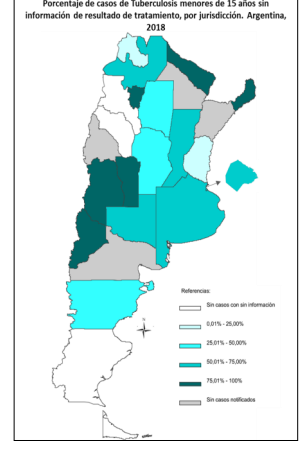 Porcentaje de casos de Tuberculosis menores de 15 años sin
información de resultado de tratamiento, por jurisdicción. Argentina,
2018
Referencias:
Sin casos con sin información
0,01% - 25,00%
25,01% - 50,00%
50,01% - 75,00%
75,01% - 100%
Sin casos notificados